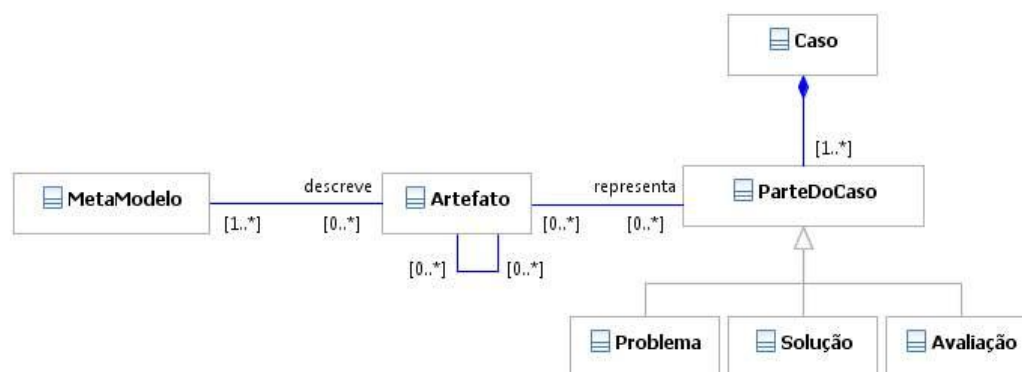 Caso
[1..*]
descreve
representa
MetaModelo
Artefato
ParteDoCaso
[1..*]
[0..*]
[0..*]
[0..*]
[0..*]
[0..*]
Problema
Solução
Avaliação